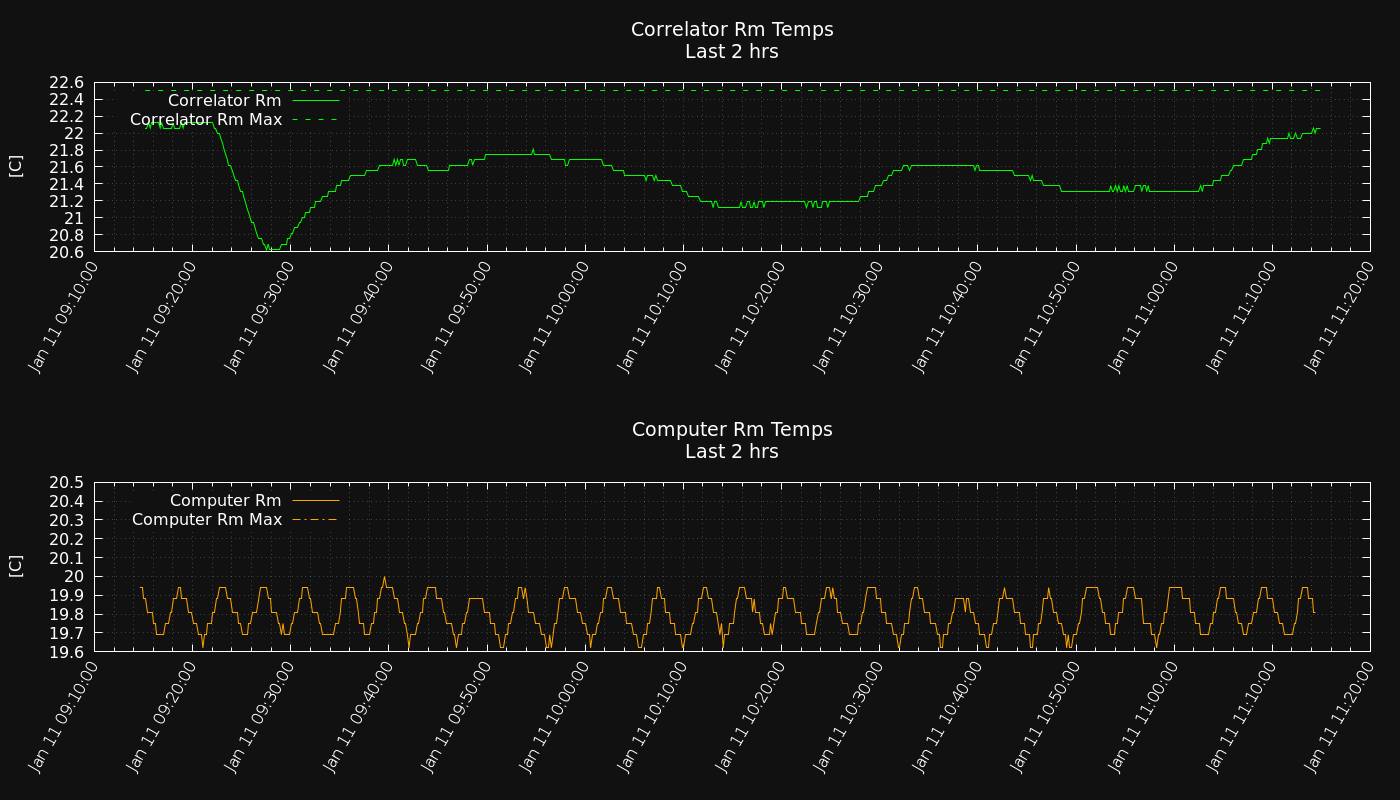 Correlator Rm Temps
Last 2 hrs
22.6
22.4
22.2
22
21.8
21.6
21.4
21.2
21
20.8
20.6
[C]
Correlator Rm
Correlator Rm Max
Jan 11 09:10:00
Jan 11 09:20:00
Jan 11 09:30:00
Jan 11 09:40:00
Jan 11 09:50:00
Jan 11 10:00:00
Jan 11 10:10:00
Jan 11 10:20:00
Jan 11 10:30:00
Jan 11 10:40:00
Jan 11 10:50:00
Jan 11 11:00:00
Jan 11 11:10:00
Jan 11 11:20:00
Computer Rm Temps
Last 2 hrs
20.5
20.4
20.3
20.2
20.1
20
19.9
19.8
19.7
19.6
[C]
Computer Rm
Computer Rm Max
Jan 11 09:10:00
Jan 11 09:20:00
Jan 11 09:30:00
Jan 11 09:40:00
Jan 11 09:50:00
Jan 11 10:00:00
Jan 11 10:10:00
Jan 11 10:20:00
Jan 11 10:30:00
Jan 11 10:40:00
Jan 11 10:50:00
Jan 11 11:00:00
Jan 11 11:10:00
Jan 11 11:20:00